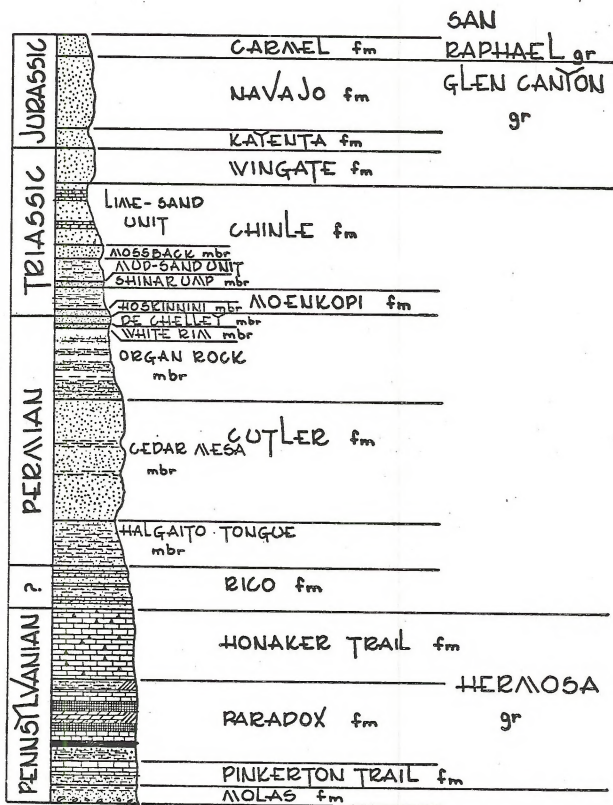 SAN
RAPHAEL gr
CARMEL fm
GLEN CANYON
gr
NAVAJO fm
KAYENTA fm
WINGATE fm
LIME-SAND
UNIT
CHINLE fm
MOSSBACK mbr
MUD-SAND UNIT
SHINARUMP mbr
MOENKOPI fm
HOSKINNINI mbr
DE CHELLEY mbr
WHITE RIM mbr
ORGAN ROCK
mbr
CUTLER fm
CEDAR MESA
mbr
HALGAITO TONGUE
mbr
RICO fm
HONAKER TRAIL fm
HERMOSA
gr
PARADOX fm
PINKERTON TRAIL fm
MOLAS fm
JURASSIC
TRIASSIC
PERMIAN
?
PENNSYLVANIAN